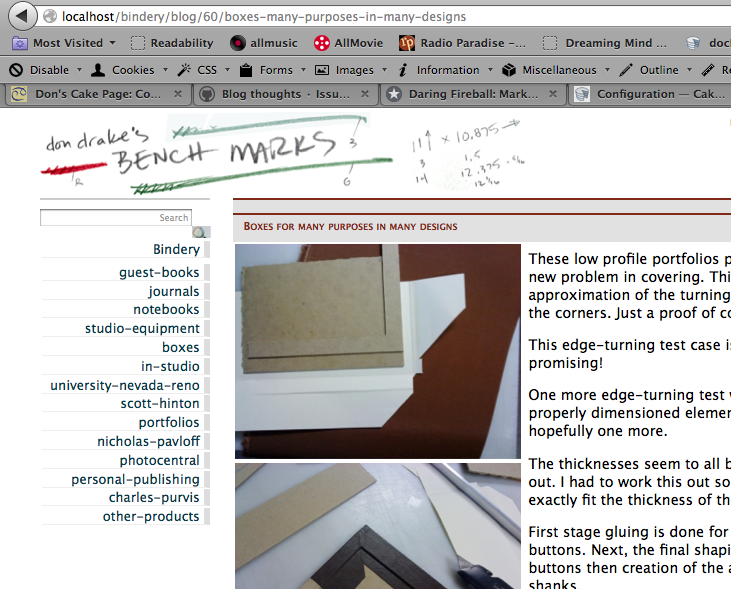 localhost/bindery/blog/60/boxes-many-purposes-in-many-designs
Most Visited Readability allmusic AllMovie Radio Paradise –... Dreaming Mind ... doc
Disable Cookies CSS Forms Images Information Miscellaneous Outline
Don's Cake Page: Co... Blog thoughts · Issu... Daring Fireball: Mark... Configuration — Cak...
don drake's
BENCH MARKS
3
R
6
x 10.875
3 1.5
14 12.375
Search
Boxes for many purposes in many designs
Bindery
guest-books
journals
notebooks
studio-equipment
boxes
in-studio
university-nevada-reno
scott-hinton
portfolios
nicholas-pavloff
photocentral
personal-publishing
charles-purvis
other-products
These low profile portfolios p
new problem in covering. Thi
approximation of the turning
the corners. Just a proof of co
This edge-turning test case is
promising!
One more edge-turning test
properly dimensioned elemen
hopefully one more.
The thicknesses seem to all b
out. I had to work this out so
exactly fit the thickness of th
First stage gluing is done for
buttons. Next, the final shapi
buttons then creation of the a
shanks.